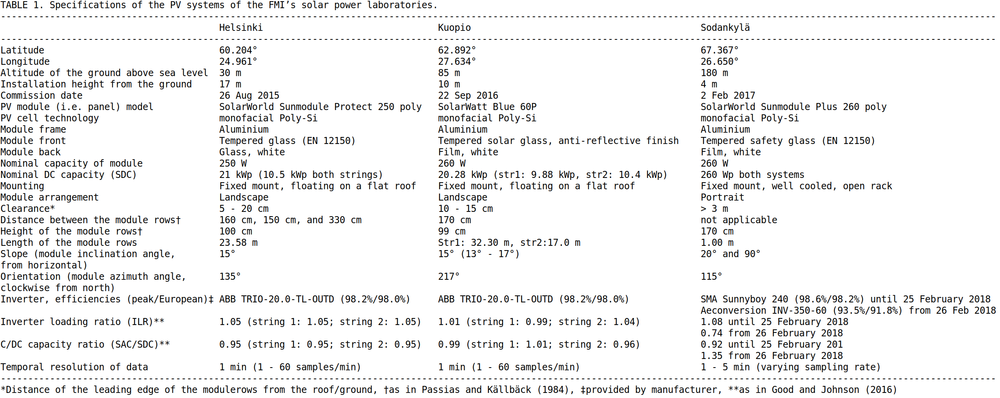 TABLE 1. Specifications of the PV systems of the FMI’s solar power laboratories.
--------------------------------------------------------------------------------------------------------------------------------------------------------------------------------------
                                        Helsinki                                Kuopio                                          Sodankylä
--------------------------------------------------------------------------------------------------------------------------------------------------------------------------------------
Latitude                                60.204°                                 62.892°                                         67.367°
Longitude                               24.961°                                 27.634°                                         26.650°
Altitude of the ground above sea level  30 m                                    85 m                                            180 m
Installation height from the ground     17 m                                    10 m                                            4 m
Commission date                         26 Aug 2015                             22 Sep 2016                                     2 Feb 2017
PV module (i.e. panel) model            SolarWorld Sunmodule Protect 250 poly   SolarWatt Blue 60P                              SolarWorld Sunmodule Plus 260 poly
PV cell technology                      monofacial Poly-Si                      monofacial Poly-Si                              monofacial Poly-Si
Module frame                            Aluminium                               Aluminium                                       Aluminium
Module front                            Tempered glass (EN 12150)               Tempered solar glass, anti-reflective finish    Tempered safety glass (EN 12150)
Module back                             Glass, white                            Film, white                                     Film, white
Nominal capacity of module              250 W                                   260 W                                           260 W
Nominal DC capacity (SDC)               21 kWp (10.5 kWp both strings)          20.28 kWp (str1: 9.88 kWp, str2: 10.4 kWp)      260 Wp both systems
Mounting                                Fixed mount, floating on a flat roof    Fixed mount, floating on a flat roof            Fixed mount, well cooled, open rack
Module arrangement                      Landscape                               Landscape                                       Portrait
Clearance*                              5 - 20 cm                               10 - 15 cm                                      > 3 m
Distance between the module rows†       160 cm, 150 cm, and 330 cm              170 cm                                          not applicable
Height of the module rows†              100 cm                                  99 cm                                           170 cm
Length of the module rows               23.58 m                                 Str1: 32.30 m, str2:17.0 m                      1.00 m
Slope (module inclination angle,        15°                                     15° (13° - 17°)                                 20° and 90°
from horizontal)
Orientation (module azimuth angle,      135°                                    217°                                            115°
clockwise from north)
Inverter, efficiencies (peak/European)‡ ABB TRIO-20.0-TL-OUTD (98.2%/98.0%)     ABB TRIO-20.0-TL-OUTD (98.2%/98.0%)             SMA Sunnyboy 240 (98.6%/98.2%) until 25 February 2018
                                                                                                                                Aeconversion INV-350-60 (93.5%/91.8%) from 26 Feb 2018
Inverter loading ratio (ILR)**          1.05 (string 1: 1.05; string 2: 1.05)   1.01 (string 1: 0.99; string 2: 1.04)           1.08 until 25 February 2018
                                                                                                                                0.74 from 26 February 2018
C/DC capacity ratio (SAC/SDC)**         0.95 (string 1: 0.95; string 2: 0.95)   0.99 (string 1: 1.01; string 2: 0.96)           0.92 until 25 February 201
                                                                                                                                1.35 from 26 February 2018
Temporal resolution of data             1 min (1 - 60 samples/min)              1 min (1 - 60 samples/min)                      1 - 5 min (varying sampling rate)
--------------------------------------------------------------------------------------------------------------------------------------------------------------------------------------
*Distance of the leading edge of the modulerows from the roof/ground, †as in Passias and Källbäck (1984), ‡provided by manufacturer, **as in Good and Johnson (2016)